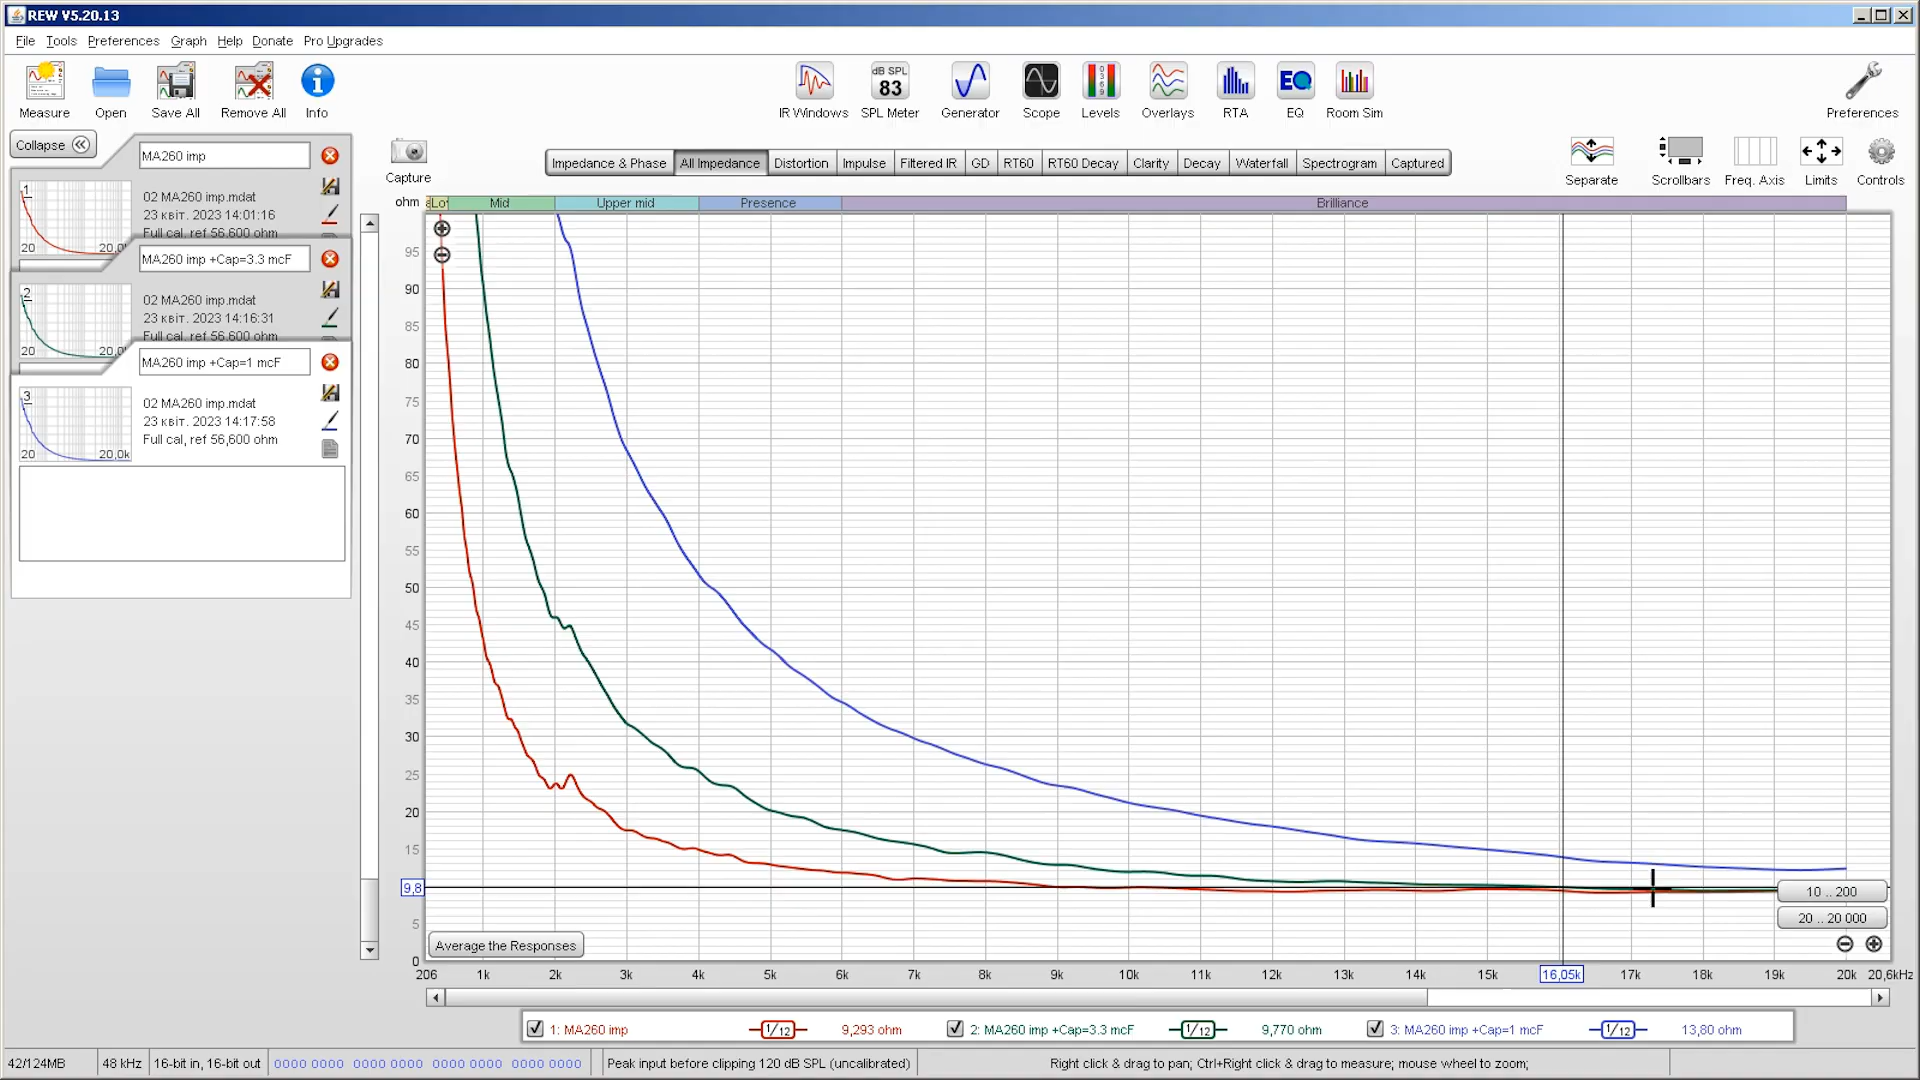 REW V5.20.13
File Tools Preferences Graph Help Donate Pro Upgrades
Measure Open Save All Remove All Info
dB SPL
83
EQ
IR Windows SPL Meter Generator Scope Levels Overlays RTA EQ Room Sim
Preferences
Collapse
MA260 imp
1
02 MA260 imp.mdat
23 квіт. 2023 14:01:16
Full cal, ref 56,600 ohm
20 20,0
MA260 imp +Cap=3.3 mcF
2
02 MA260 imp.mdat
23 квіт. 2023 14:16:31
Full cal, ref 56,600 ohm
20 20,0
MA260 imp +Cap=1 mcF
3
02 MA260 imp.mdat
23 квіт. 2023 14:17:58
Full cal, ref 56,600 ohm
20 20,0k
Capture
Impedance & Phase All Impedance Distortion Impulse Filtered IR GD RT60 RT60 Decay Clarity Decay Waterfall Spectrogram Captured
Separate Scrollbars Freq. Axis Limits Controls
ohm
Mid Upper mid Presence Brilliance
95
90
85
80
75
70
65
60
55
50
45
40
35
30
25
20
15
9,8
5
0
10 .. 200
20 .. 20 000
Average the Responses
206 1k 2k 3k 4k 5k 6k 7k 8k 9k 10k 11k 12k 13k 14k 15k 16,05k 17k 18k 19k 20k 20,6kHz
1: MA260 imp 1/12 9,293 ohm 2: MA260 imp +Cap=3.3 mcF 1/12 9,770 ohm 3: MA260 imp +Cap=1 mcF 1/12 13,80 ohm
42/124MB 48 kHz 16-bit in, 16-bit out 0000 0000 0000 0000 0000 0000 0000 0000 Peak input before clipping 120 dB SPL (uncalibrated) Right click & drag to pan; Ctrl+Right click & drag to measure; mouse wheel to zoom;